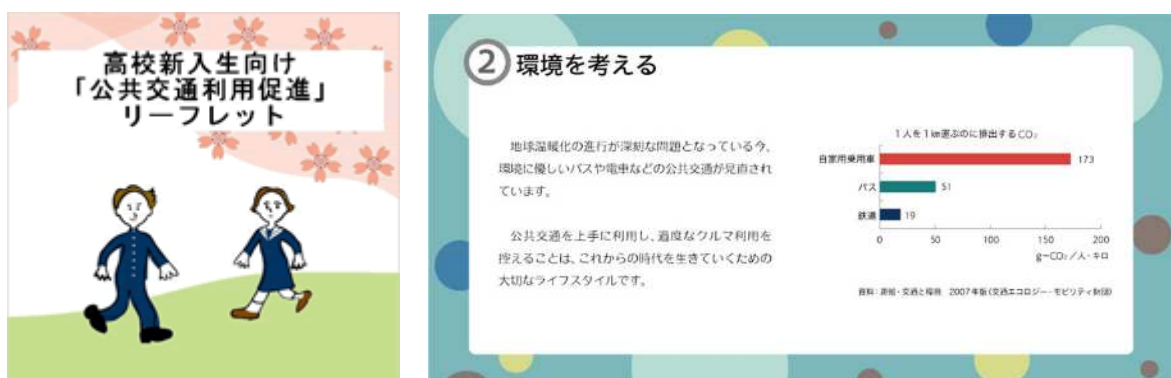 高校新入生向け
「公共交通利用促進」
リーフレット
② 環境を考える
地球温暖化の進行が深刻な問題となっている今、
環境に優しいバスや電車などの公共交通が見直され
ています。
公共交通を上手に利用し、過度なクルマ利用を
控えることは、これからの時代を生きていくための
大切なライフスタイルです。
1人を1km運ぶのに排出するCO₂
自家用乗用車 173
バス 51
鉄道 19
0 50 100 150 200
g-CO₂/人・キロ
資料:運輸・交通と環境 2007年版(交通エコロジー・モビリティ財団)